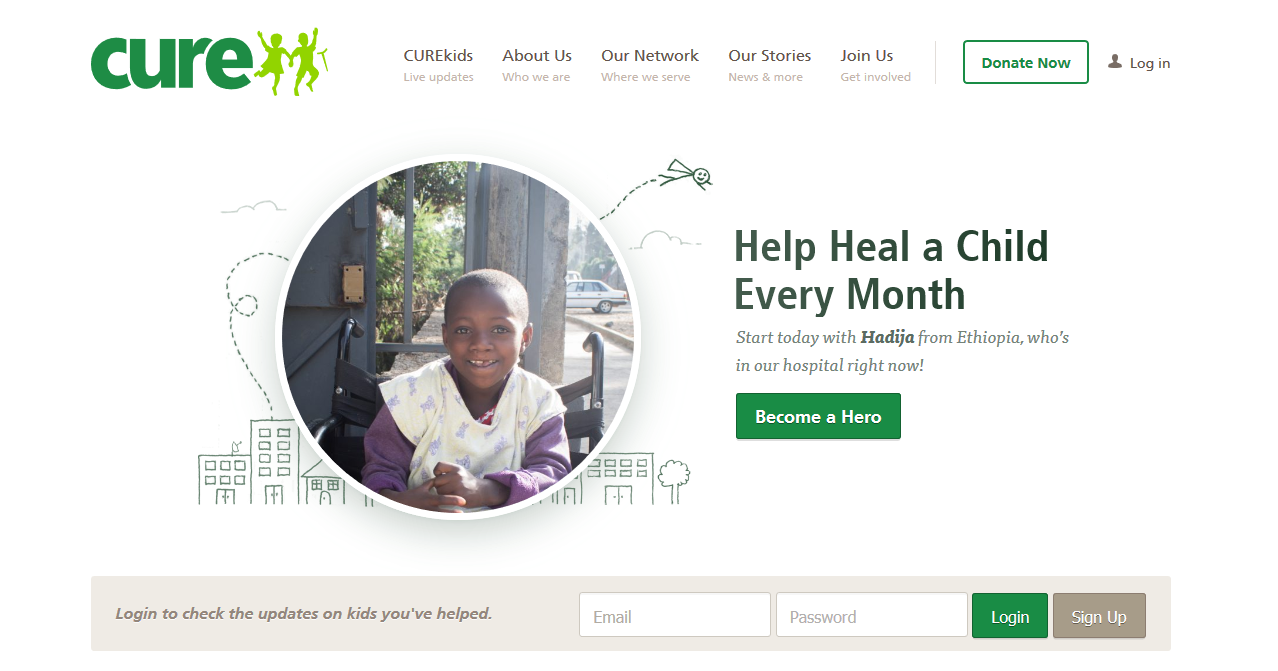 cure
CUREkids
Live updates
About Us
Who we are
Our Network
Where we serve
Our Stories
News & more
Join Us
Get involved
Donate Now
Log in
Help Heal a Child
Every Month
Start today with Hadija from Ethiopia, who's
in our hospital right now!
Become a Hero
Login to check the updates on kids you've helped.
Email
Password
Login
Sign Up